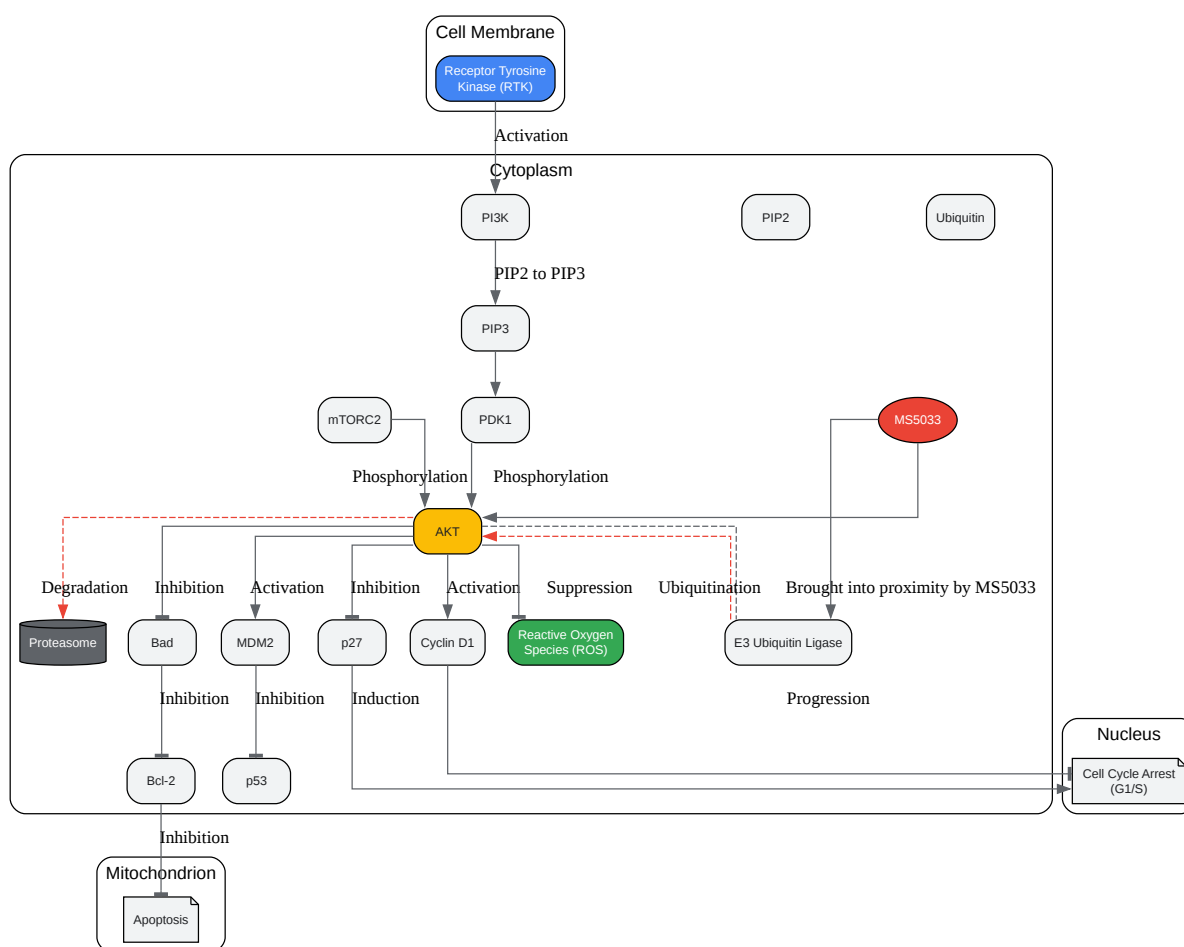 Cell Membrane
Receptor Tyrosine
Kinase (RTK)
Activation
Cytoplasm
PI3K
PIP2
Ubiquitin
PIP2 to PIP3
PIP3
mTORC2
PDK1
MS5033
Phosphorylation
Phosphorylation
AKT
Degradation
Inhibition
Activation
Inhibition
Activation
Suppression
Ubiquitination
Brought into proximity by MS5033
Proteasome
Bad
MDM2
p27
Cyclin D1
Reactive Oxygen
Species (ROS)
E3 Ubiquitin Ligase
Inhibition
Inhibition
Induction
Progression
Nucleus
Bcl-2
p53
Cell Cycle Arrest
(G1/S)
Inhibition
Mitochondrion
Apoptosis